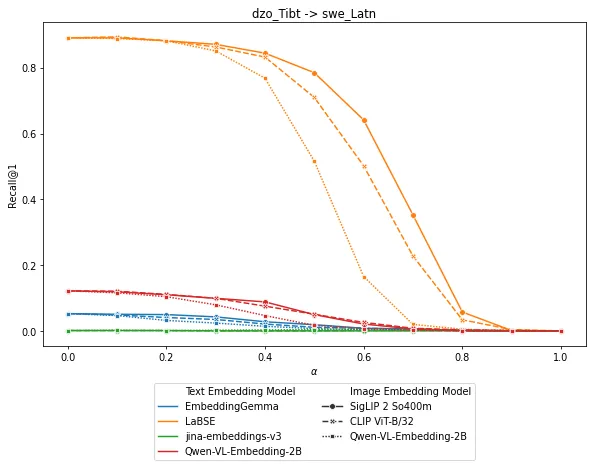 dzo_Tibt -> swe_Latn
Recall@1
0.8
0.6
0.4
0.2
0.0
0.0 0.2 0.4 0.6 0.8 1.0
α
Text Embedding Model
EmbeddingGemma
LaBSE
jina-embeddings-v3
Qwen-VL-Embedding-2B
Image Embedding Model
SigLIP 2 So400m
CLIP ViT-B/32
Qwen-VL-Embedding-2B